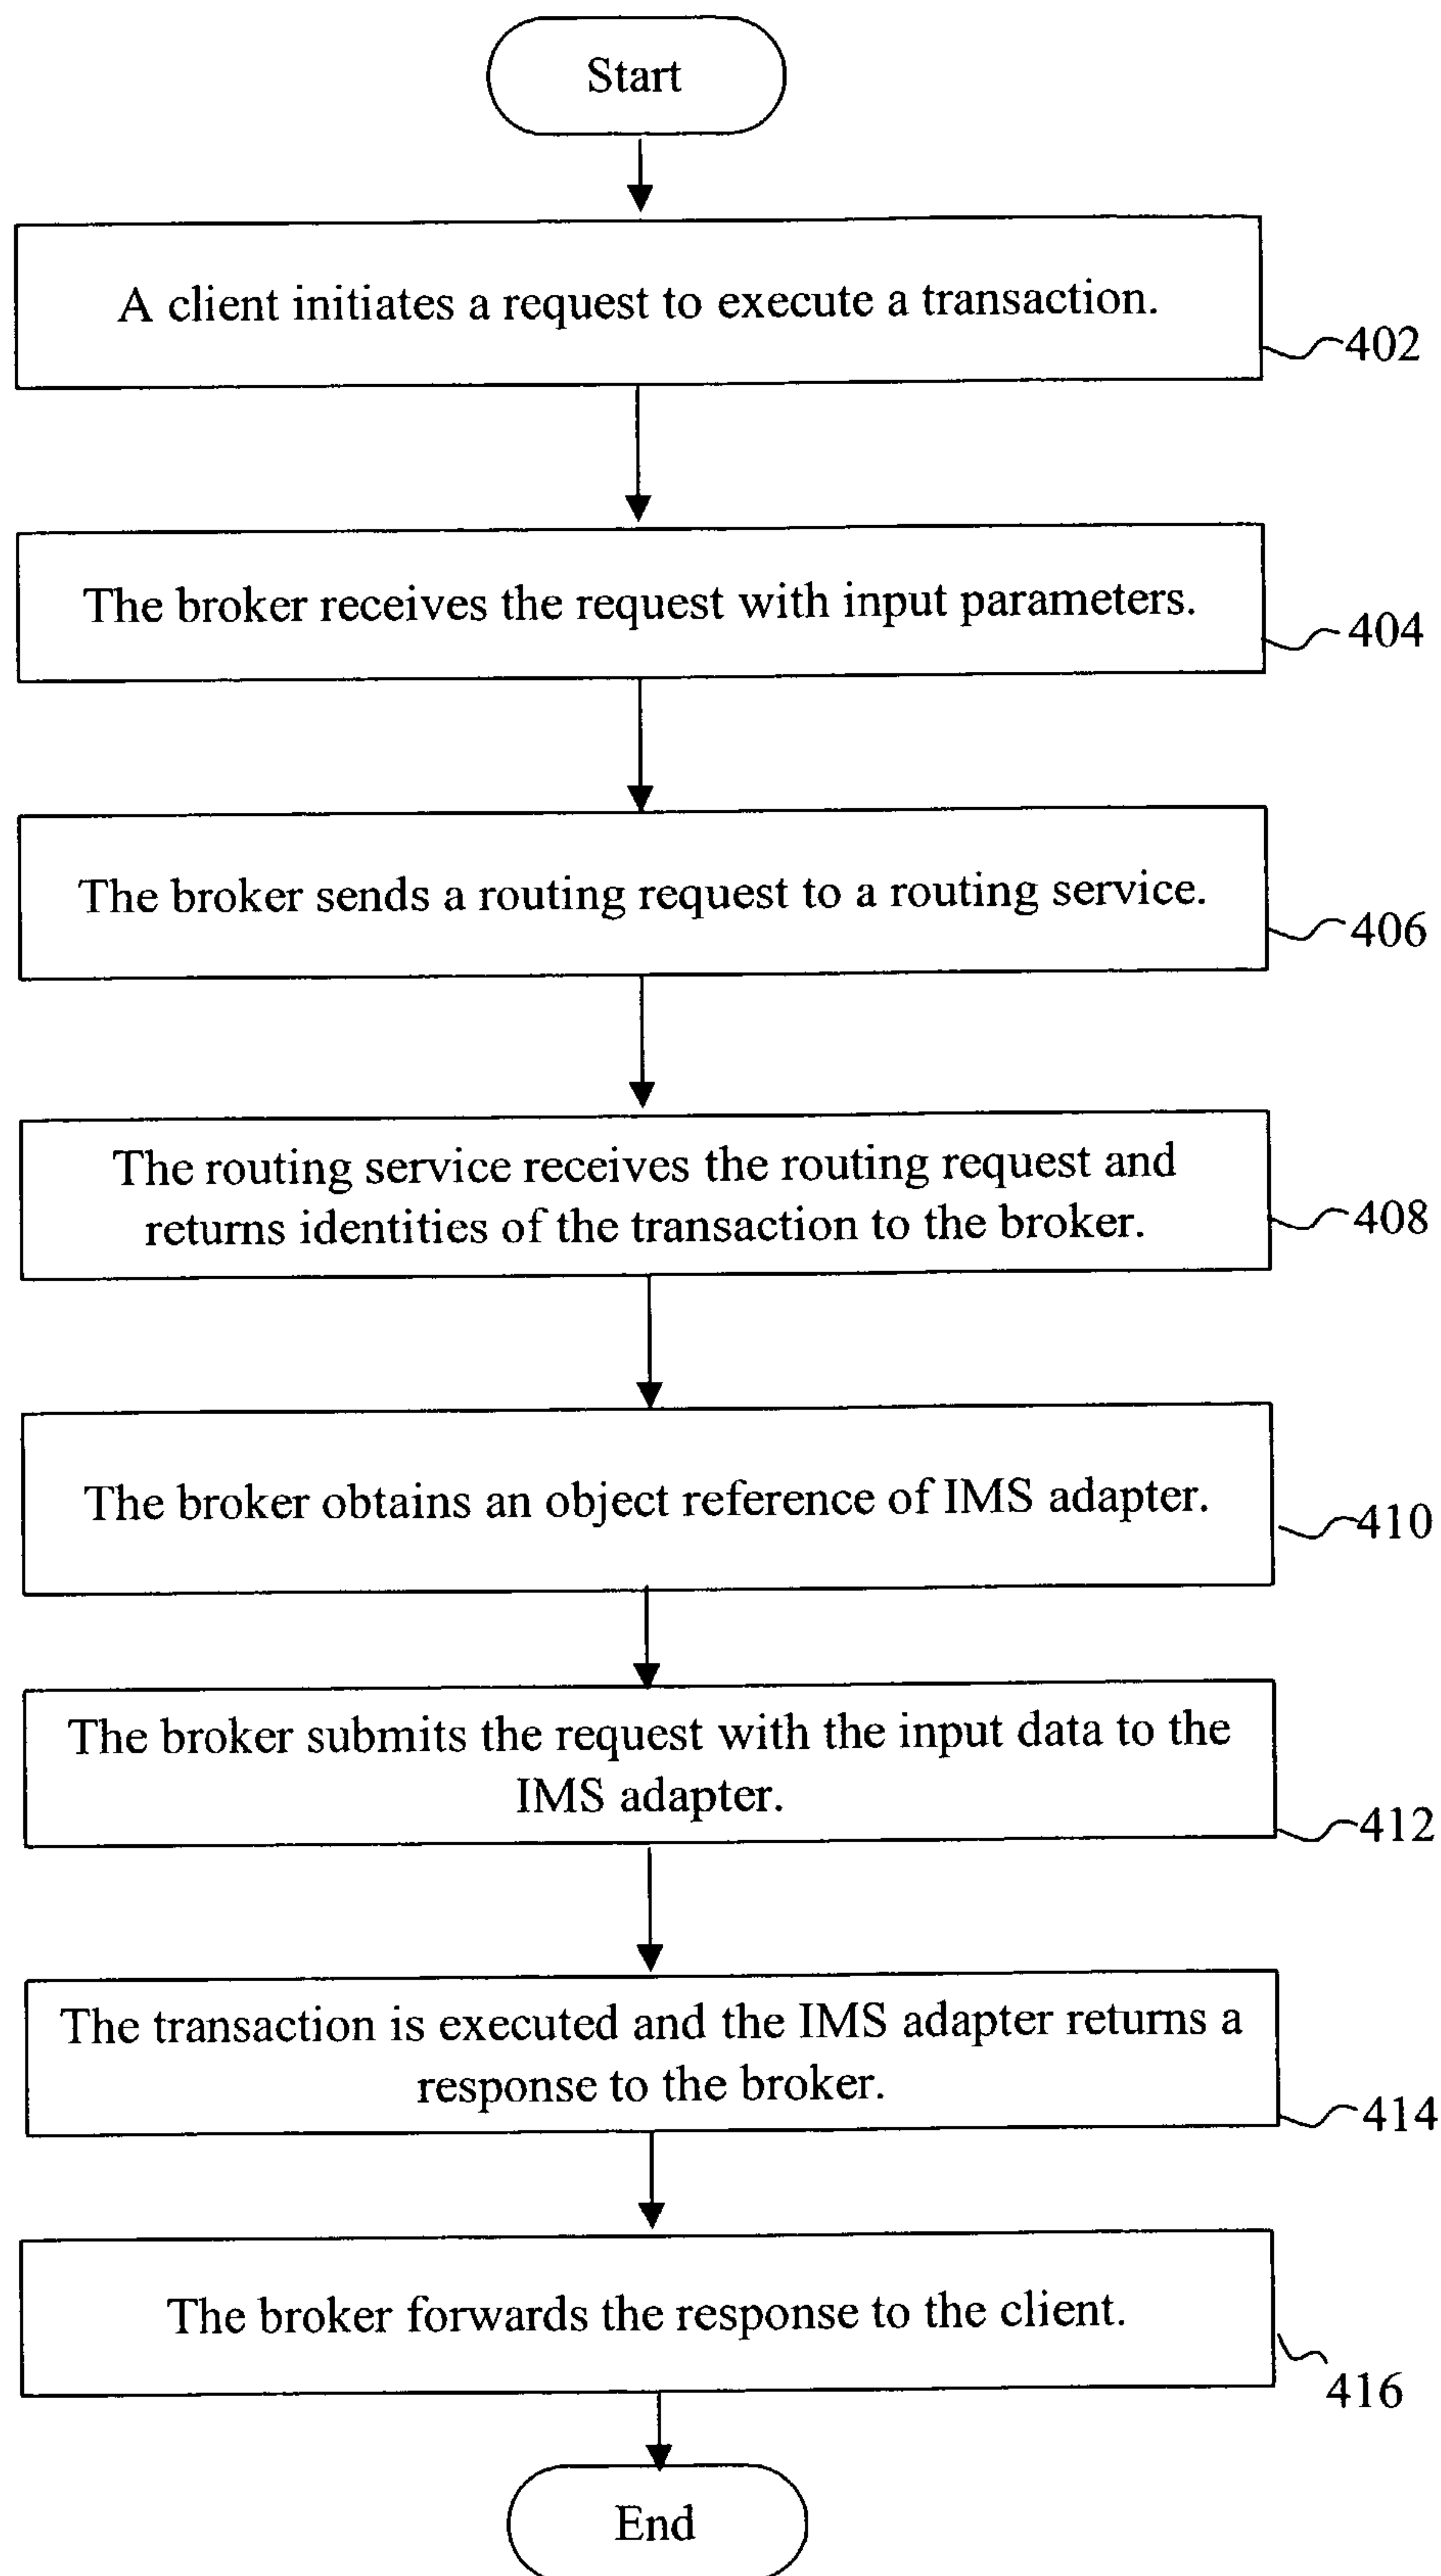 Start
A client initiates a request to execute a transaction.
402
The broker receives the request with input parameters.
404
The broker sends a routing request to a routing service.
406
The routing service receives the routing request and
returns identities of the transaction to the broker.
408
The broker obtains an object reference of IMS adapter.
410
The broker submits the request with the input data to the
IMS adapter.
412
The transaction is executed and the IMS adapter returns a
response to the broker.
414
The broker forwards the response to the client.
416
End